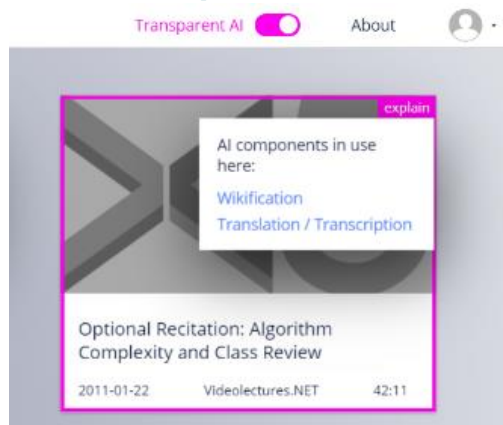 Transparent AI About
explain
AI components in use
here:
Wikification
Translation / Transcription
Optional Recitation: Algorithm
Complexity and Class Review
2011-01-22 Videolectures.NET 42:11